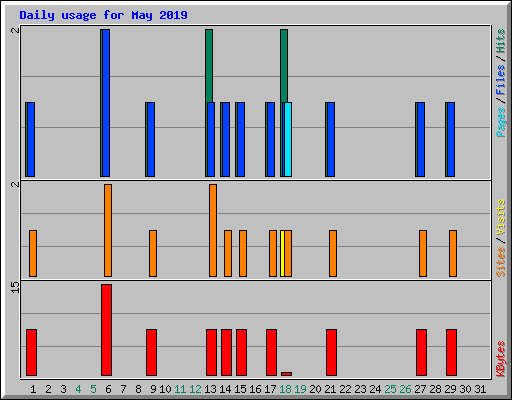 Daily usage for May 2019
2
Pages / Files / Hits
2
Sites / Visits
15
KBytes
1 2 3 4 5 6 7 8 9 10 11 12 13 14 15 16 17 18 19 20 21 22 23 24 25 26 27 28 29 30 31